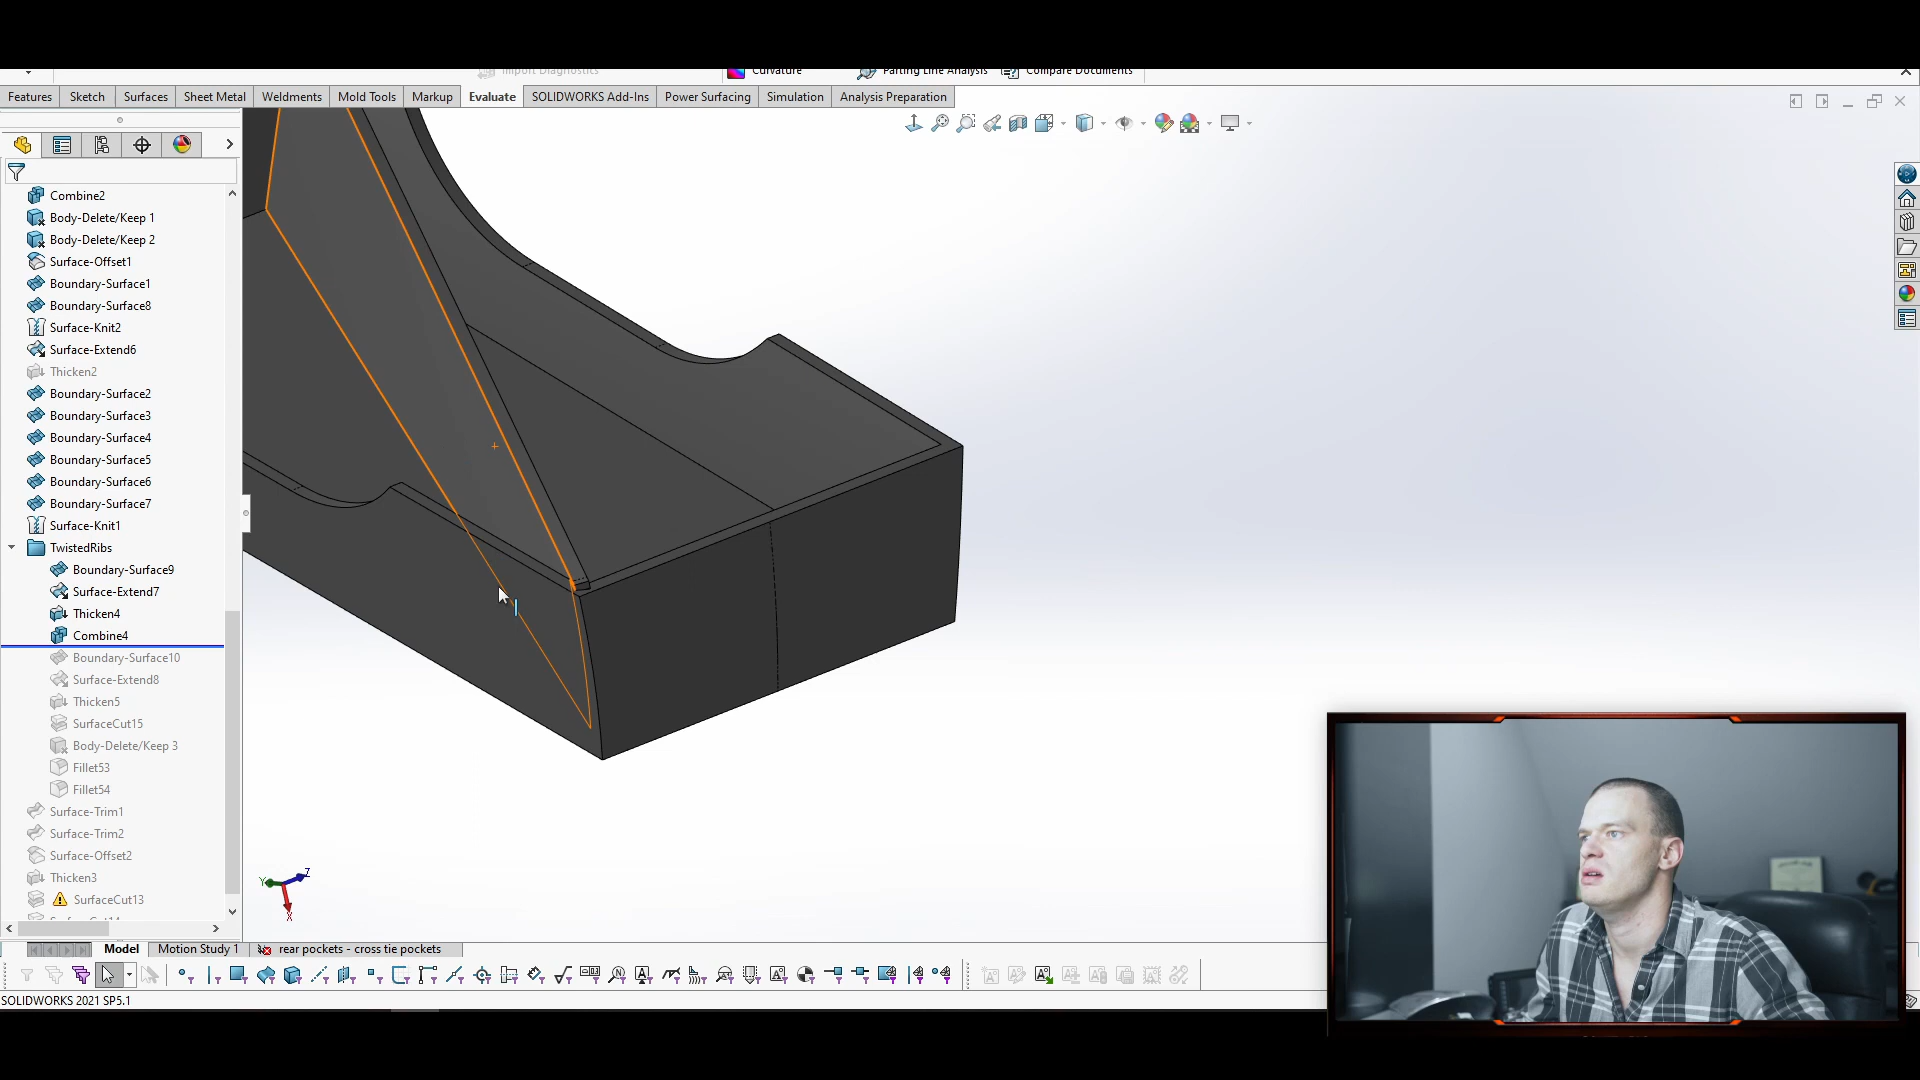 Import Diagnostics
Curvature
Parting Line Analysis
Compare Documents
Features
Sketch
Surfaces
Sheet Metal
Weldments
Mold Tools
Markup
Evaluate
SOLIDWORKS Add-Ins
Power Surfacing
Simulation
Analysis Preparation
Combine2
Body-Delete/Keep 1
Body-Delete/Keep 2
Surface-Offset1
Boundary-Surface1
Boundary-Surface8
Surface-Knit2
Surface-Extend6
Thicken2
Boundary-Surface2
Boundary-Surface3
Boundary-Surface4
Boundary-Surface5
Boundary-Surface6
Boundary-Surface7
Surface-Knit1
TwistedRibs
Boundary-Surface9
Surface-Extend7
Thicken4
Combine4
Boundary-Surface10
Surface-Extend8
Thicken5
SurfaceCut15
Body-Delete/Keep 3
Fillet53
Fillet54
Surface-Trim1
Surface-Trim2
Surface-Offset2
Thicken3
SurfaceCut13
Y
Z
X
Model
Motion Study 1
rear pockets - cross tie pockets
SOLIDWORKS 2021 SP5.1